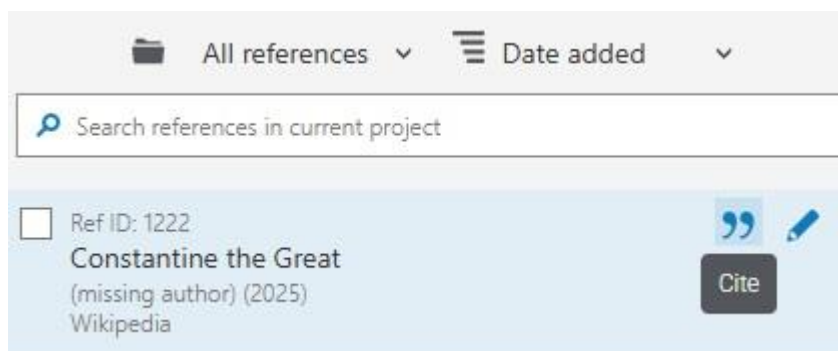 All references Date added
Search references in current project
Ref ID: 1222
Constantine the Great
(missing author) (2025)
Wikipedia
Cite